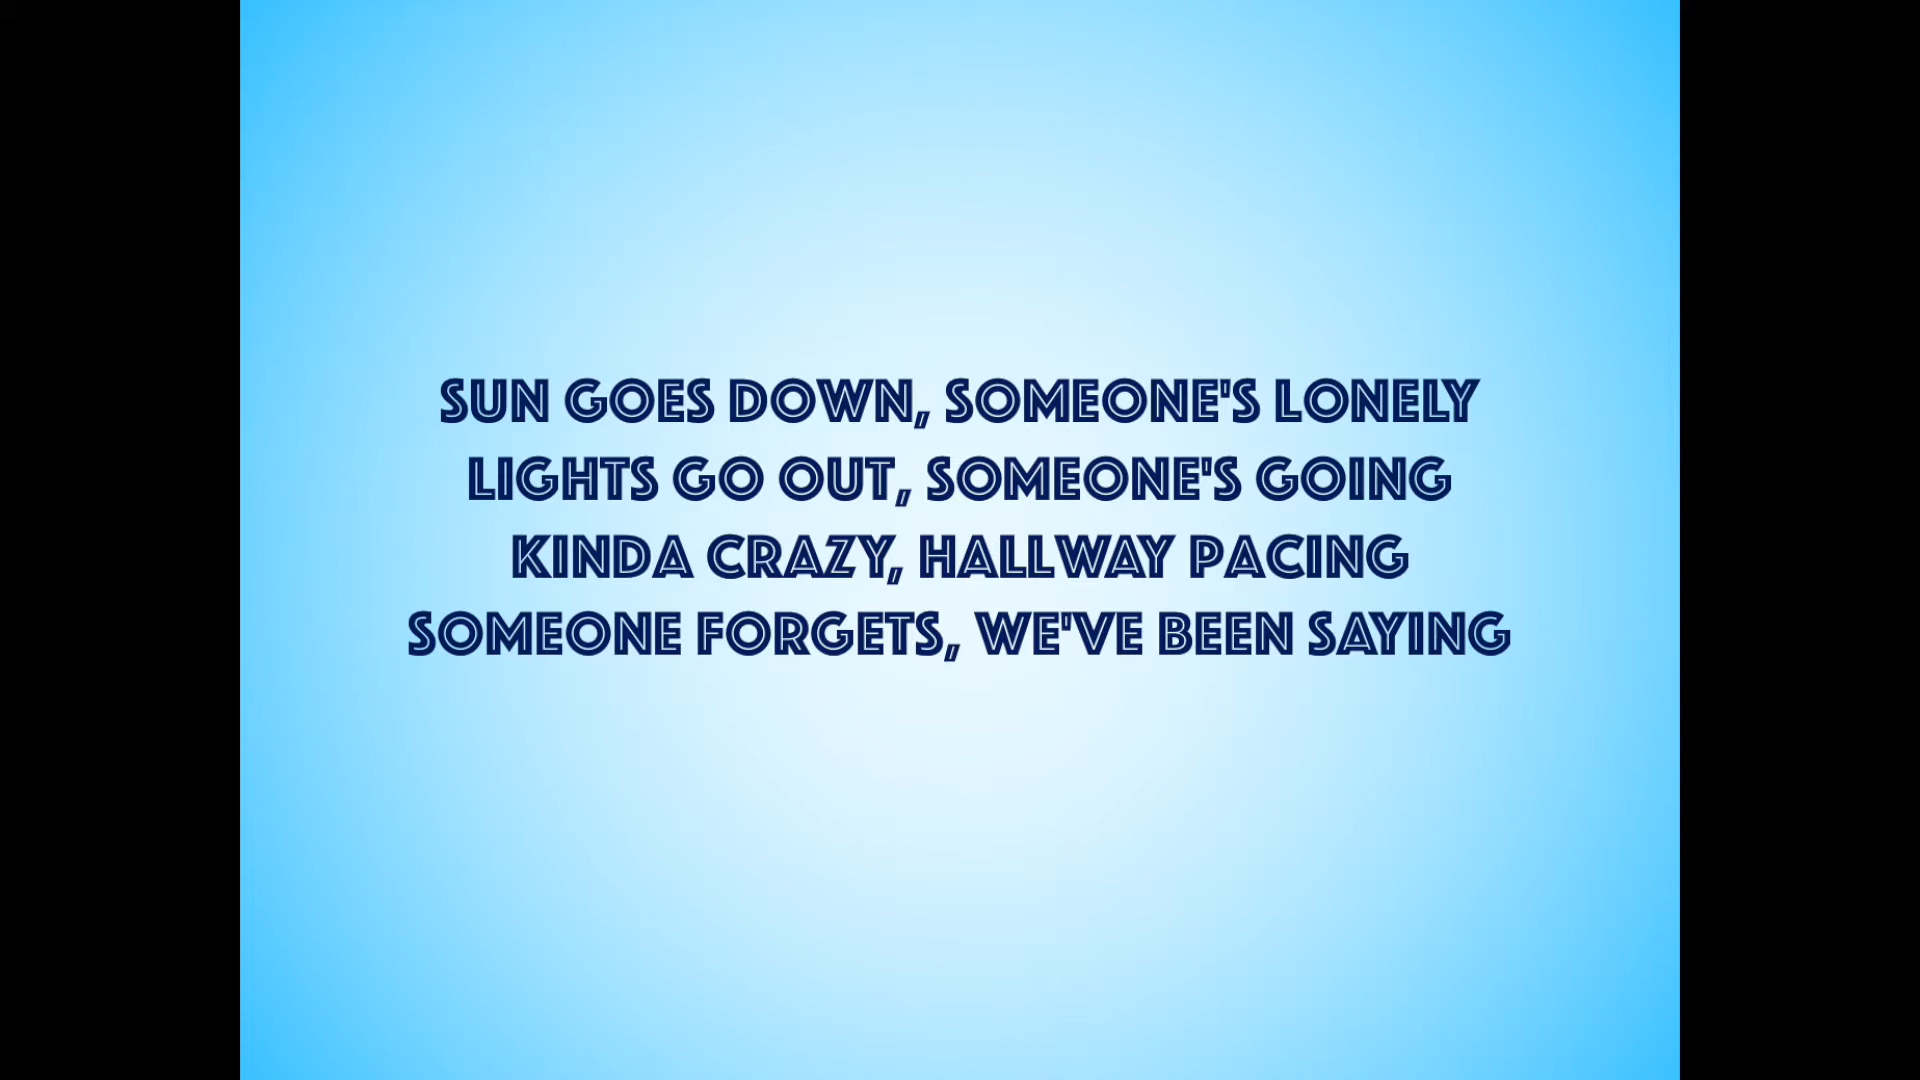 SUN GOES DOWN, SOMEONE'S LONELY
LIGHTS GO OUT, SOMEONE'S GOING
KINDA CRAZY, HALLWAY PACING
SOMEONE FORGETS, WE'VE BEEN SAYING